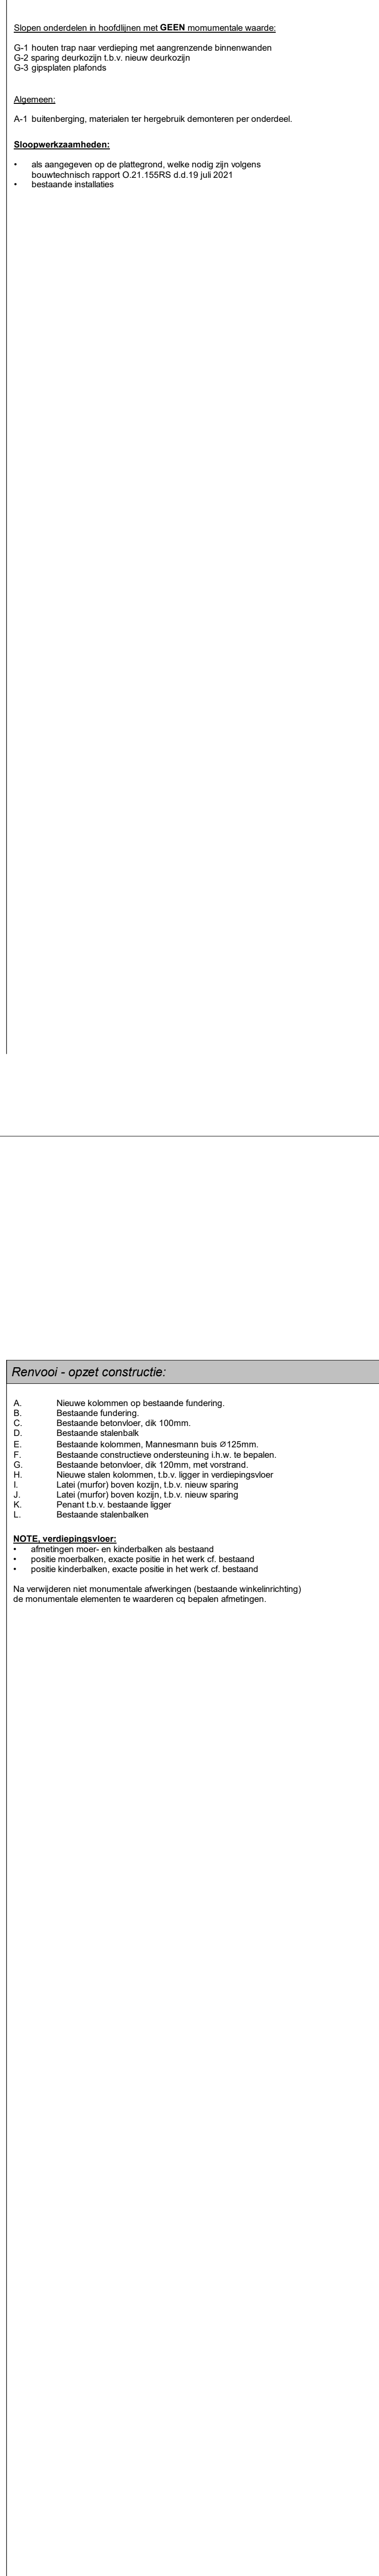 Slopen onderdelen in hoofdlijnen met GEEN momumentale waarde:
G-1 houten trap naar verdieping met aangrenzende binnenwanden
G-2 sparing deurkozijn t.b.v. nieuw deurkozijn
G-3 gipsplaten plafonds
Algemeen:
A-1 buitenberging, materialen ter hergebruik demonteren per onderdeel.
Sloopwerkzaamheden:
• als aangegeven op de plattegrond, welke nodig zijn volgens
bouwtechnisch rapport O.21.155RS d.d.19 juli 2021
• bestaande installaties
Renvooi - opzet constructie:
A. Nieuwe kolommen op bestaande fundering.
B. Bestaande fundering.
C. Bestaande betonvloer, dik 100mm.
D. Bestaande stalenbalk
E. Bestaande kolommen, Mannesmann buis ∅125mm.
F. Bestaande constructieve ondersteuning i.h.w. te bepalen.
G. Bestaande betonvloer, dik 120mm, met vorstrand.
H. Nieuwe stalen kolommen, t.b.v. ligger in verdiepingsvloer
I. Latei (murfor) boven kozijn, t.b.v. nieuw sparing
J. Latei (murfor) boven kozijn, t.b.v. nieuw sparing
K. Penant t.b.v. bestaande ligger
L. Bestaande stalenbalken
NOTE, verdiepingsvloer:
• afmetingen moer- en kinderbalken als bestaand
• positie moerbalken, exacte positie in het werk cf. bestaand
• positie kinderbalken, exacte positie in het werk cf. bestaand
Na verwijderen niet monumentale afwerkingen (bestaande winkelinrichting)
de monumentale elementen te waarderen cq bepalen afmetingen.